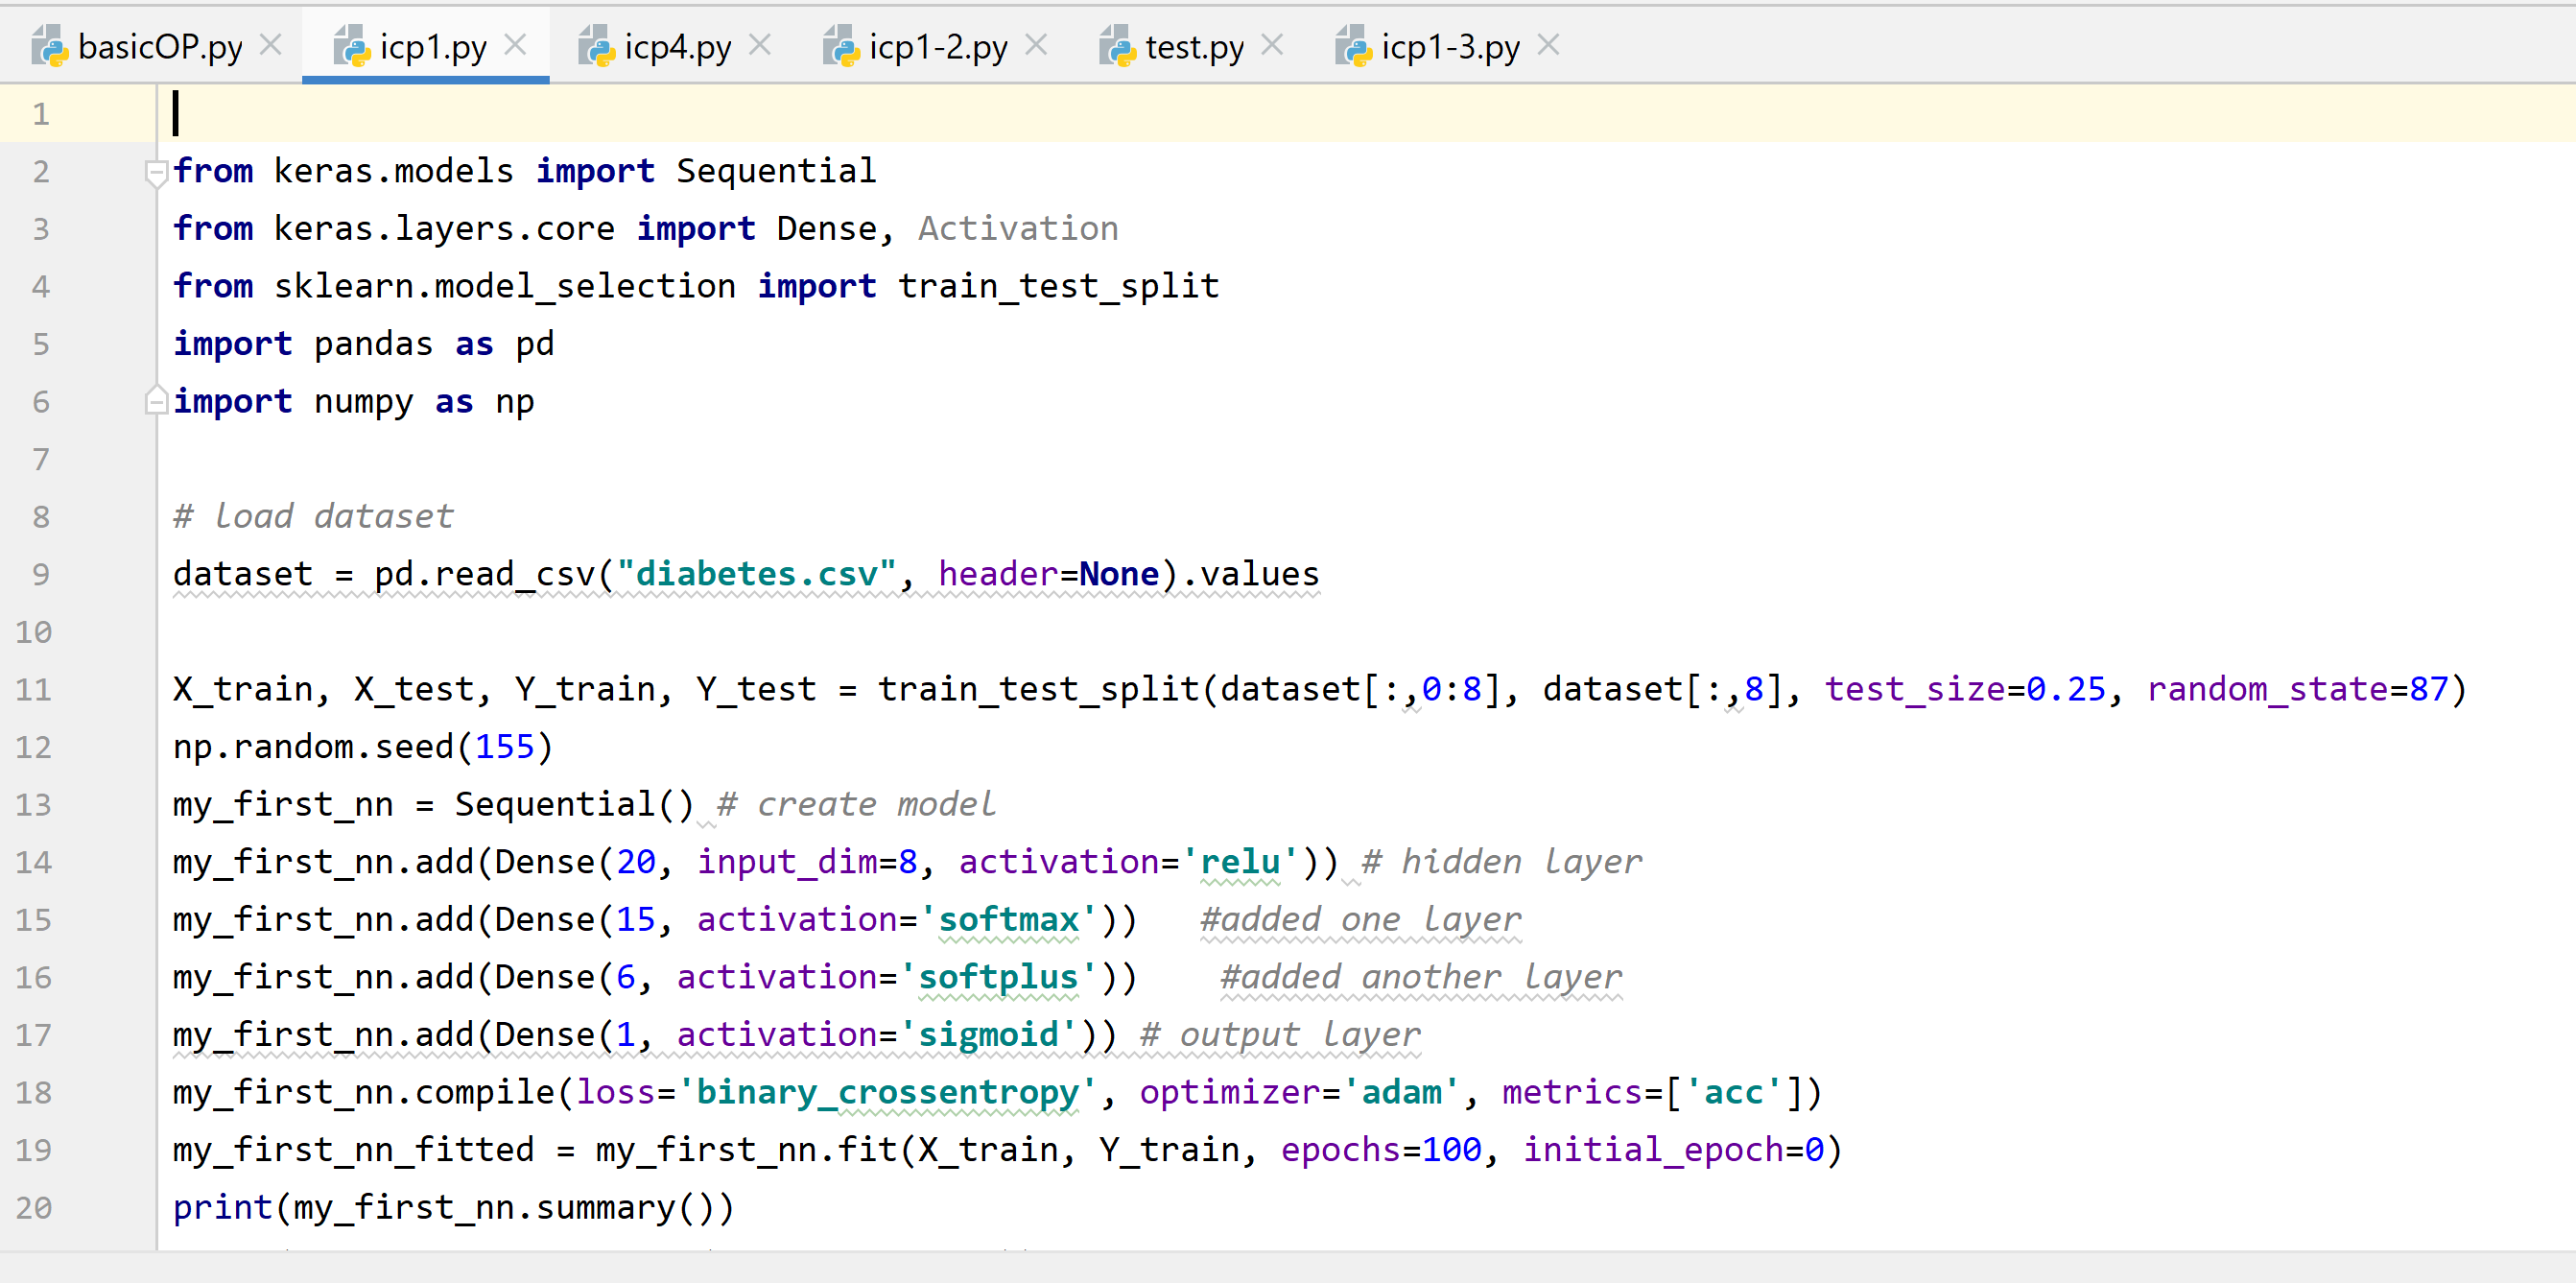 basicOP.py icp1.py icp4.py icp1-2.py test.py icp1-3.py
1
2 from keras.models import Sequential
3 from keras.layers.core import Dense, Activation
4 from sklearn.model_selection import train_test_split
5 import pandas as pd
6 import numpy as np
7
8 # load dataset
9 dataset = pd.read_csv("diabetes.csv", header=None).values
10
11 X_train, X_test, Y_train, Y_test = train_test_split(dataset[:,0:8], dataset[:,8], test_size=0.25, random_state=87)
12 np.random.seed(155)
13 my_first_nn = Sequential() # create model
14 my_first_nn.add(Dense(20, input_dim=8, activation='relu')) # hidden layer
15 my_first_nn.add(Dense(15, activation='softmax'))   #added one layer
16 my_first_nn.add(Dense(6, activation='softplus'))    #added another layer
17 my_first_nn.add(Dense(1, activation='sigmoid')) # output layer
18 my_first_nn.compile(loss='binary_crossentropy', optimizer='adam', metrics=['acc'])
19 my_first_nn_fitted = my_first_nn.fit(X_train, Y_train, epochs=100, initial_epoch=0)
20 print(my_first_nn.summary())